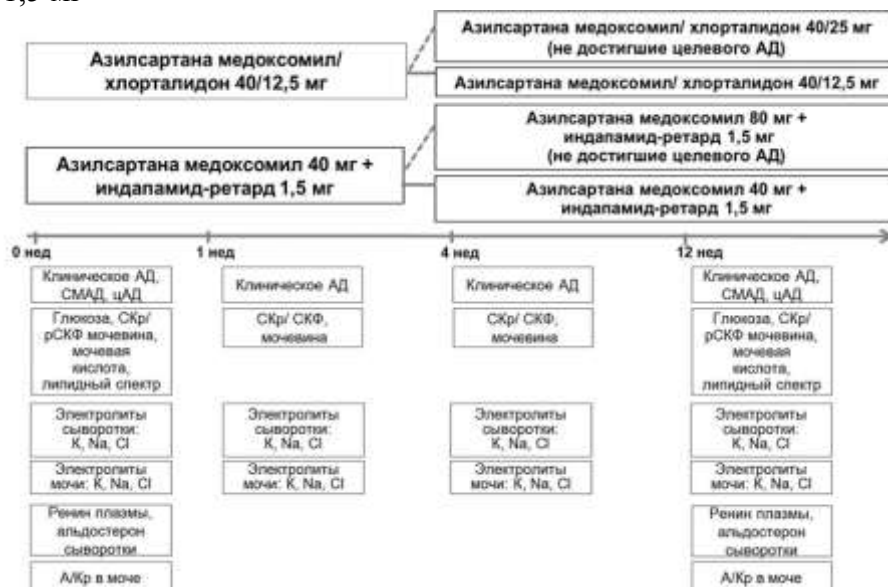 1,5 мг
Азилсартана медоксомил/
хлорталидон 40/12,5 мг
Азилсартана медоксомил/ хлорталидон 40/25 мг
(не достигшие целевого АД)
Азилсартана медоксомил/ хлорталидон 40/12,5 мг
Азилсартана медоксомил 40 мг +
индапамид-ретард 1,5 мг
Азилсартана медоксомил 80 мг +
индапамид-ретард 1,5 мг
(не достигшие целевого АД)
Азилсартана медоксомил 40 мг +
индапамид-ретард 1,5 мг
0 нед
1 нед
4 нед
12 нед
Клиническое АД,
СМАД, цАД
Клиническое АД
Клиническое АД
Клиническое АД,
СМАД, цАД
Глюкоза, СКр/
рСКФ мочевина,
мочевая
кислота,
липидный спектр
СКр/ СКФ,
мочевина
СКр/ СКФ,
мочевина
Глюкоза, СКр/
рСКФ мочевина,
мочевая
кислота,
липидный спектр
Электролиты
сыворотки:
К, Na, Cl
Электролиты
сыворотки:
К, Na, Cl
Электролиты
сыворотки:
К, Na, Cl
Электролиты
сыворотки:
К, Na, Cl
Электролиты
мочи: К, Na, Cl
Электролиты
мочи: К, Na, Cl
Электролиты
мочи: К, Na, Cl
Электролиты
мочи: К, Na, Cl
Ренин плазмы,
альдостерон
сыворотки
Ренин плазмы,
альдостерон
сыворотки
А/Кр в моче
А/Кр в моче